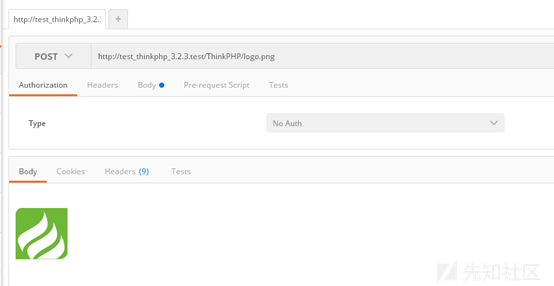 http://test_thinkphp_3.2.: +
POST http://test_thinkphp_3.2.3.test/ThinkPHP/logo.png
Authorization Headers Body Pre-request Script Tests
Type No Auth
Body Cookies Headers (9) Tests
先知社区